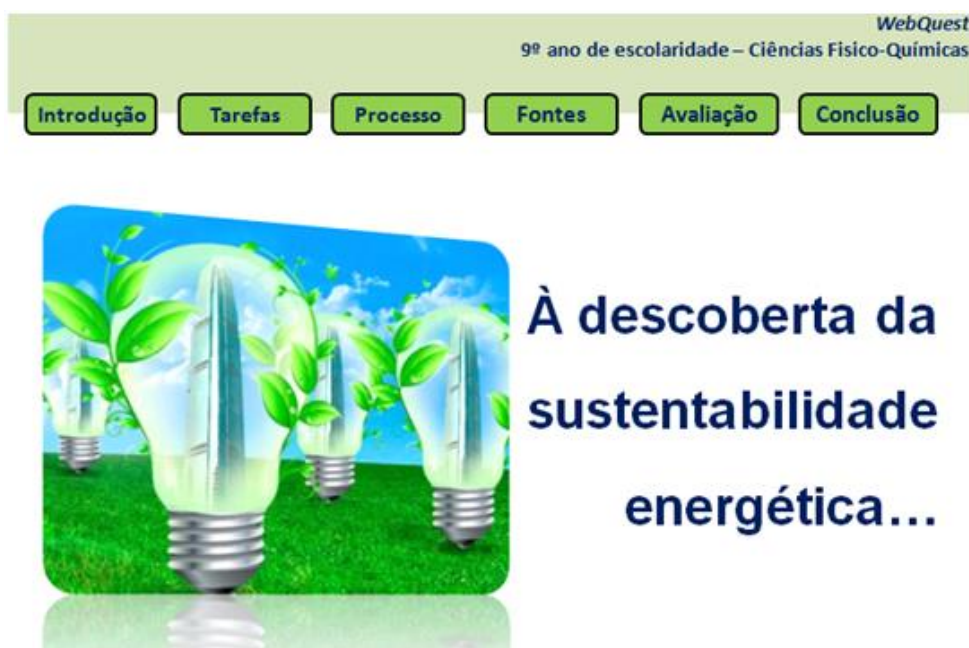 WebQuest
9º ano de escolaridade – Ciências Fisico-Químicas
Introdução
Tarefas
Processo
Fontes
Avaliação
Conclusão
À descoberta da
sustentabilidade
energética...